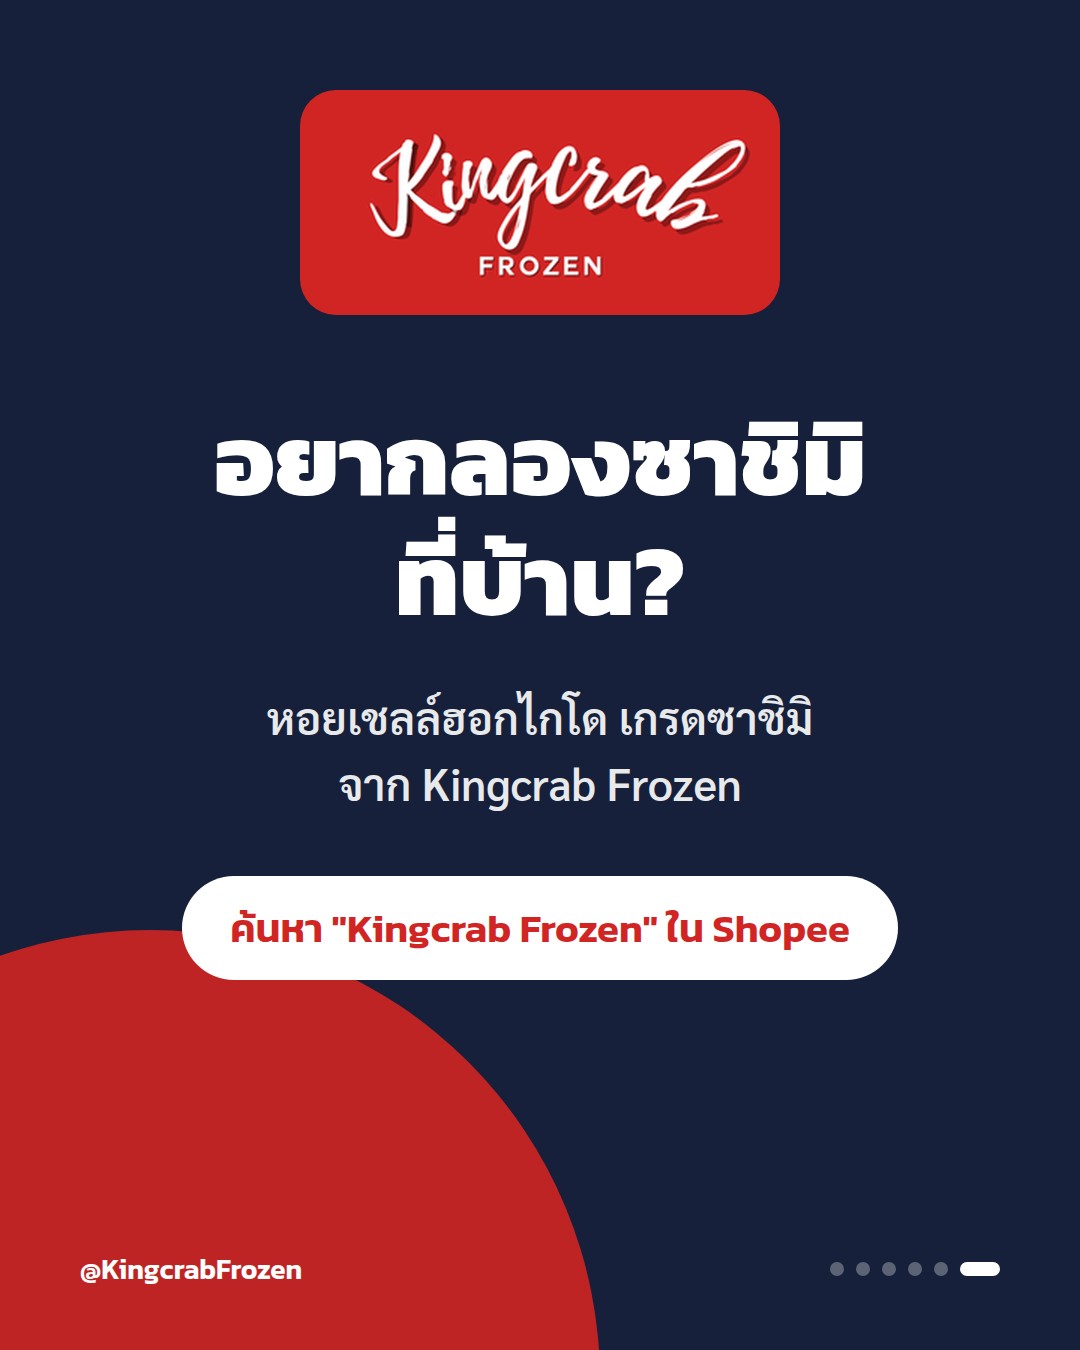 Kingcrab
FROZEN
อยากลองซาชิมิ
ที่บ้าน?
หอยเชลล์ฮอกไกโด เกรดซาชิมิ
จาก Kingcrab Frozen
ค้นหา "Kingcrab Frozen" ใน Shopee
@KingcrabFrozen